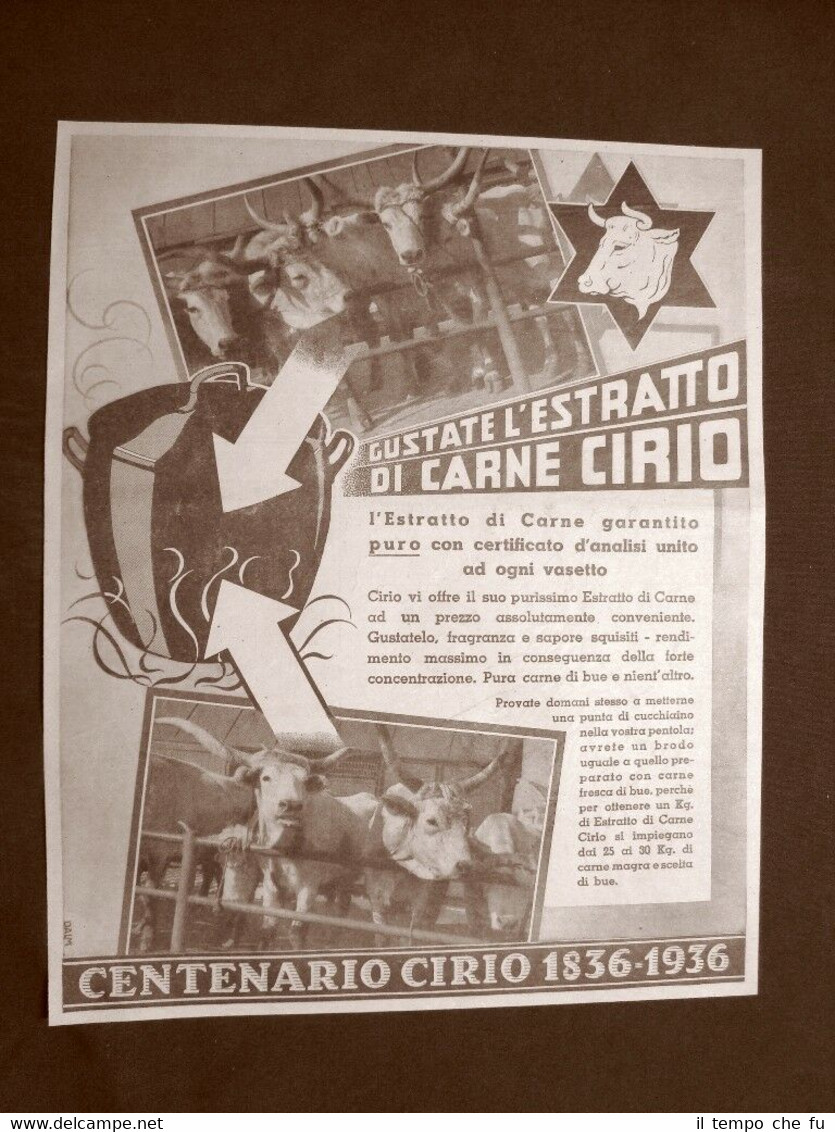 GUSTATE L'ESTRATTO
DI CARNE CIRIO
l'Estratto di Carne garantito
puro con certificato d'analisi unito
ad ogni vasetto
Cirio vi offre il suo purissimo Estratto di Carne
ad un prezzo assolutamente conveniente.
Gustatelo, fragranza e sapore squisiti - rendi-
mento massimo in conseguenza della forte
concentrazione. Pura carne di bue e nient'altro.
Provate domani stesso a metterne
una punta di cucchiaino
nella vostra pentola;
avrete un brodo
uguale a quello pre-
parato con carne
fresca di bue, perchè
per ottenere un Kg.
di Estratto di Carne
Cirio si impiegano
dai 25 ai 30 Kg. di
carne magra e scelta
di bue.
CENTENARIO CIRIO 1836-1936
www.delcampe.net
il tempo che fu